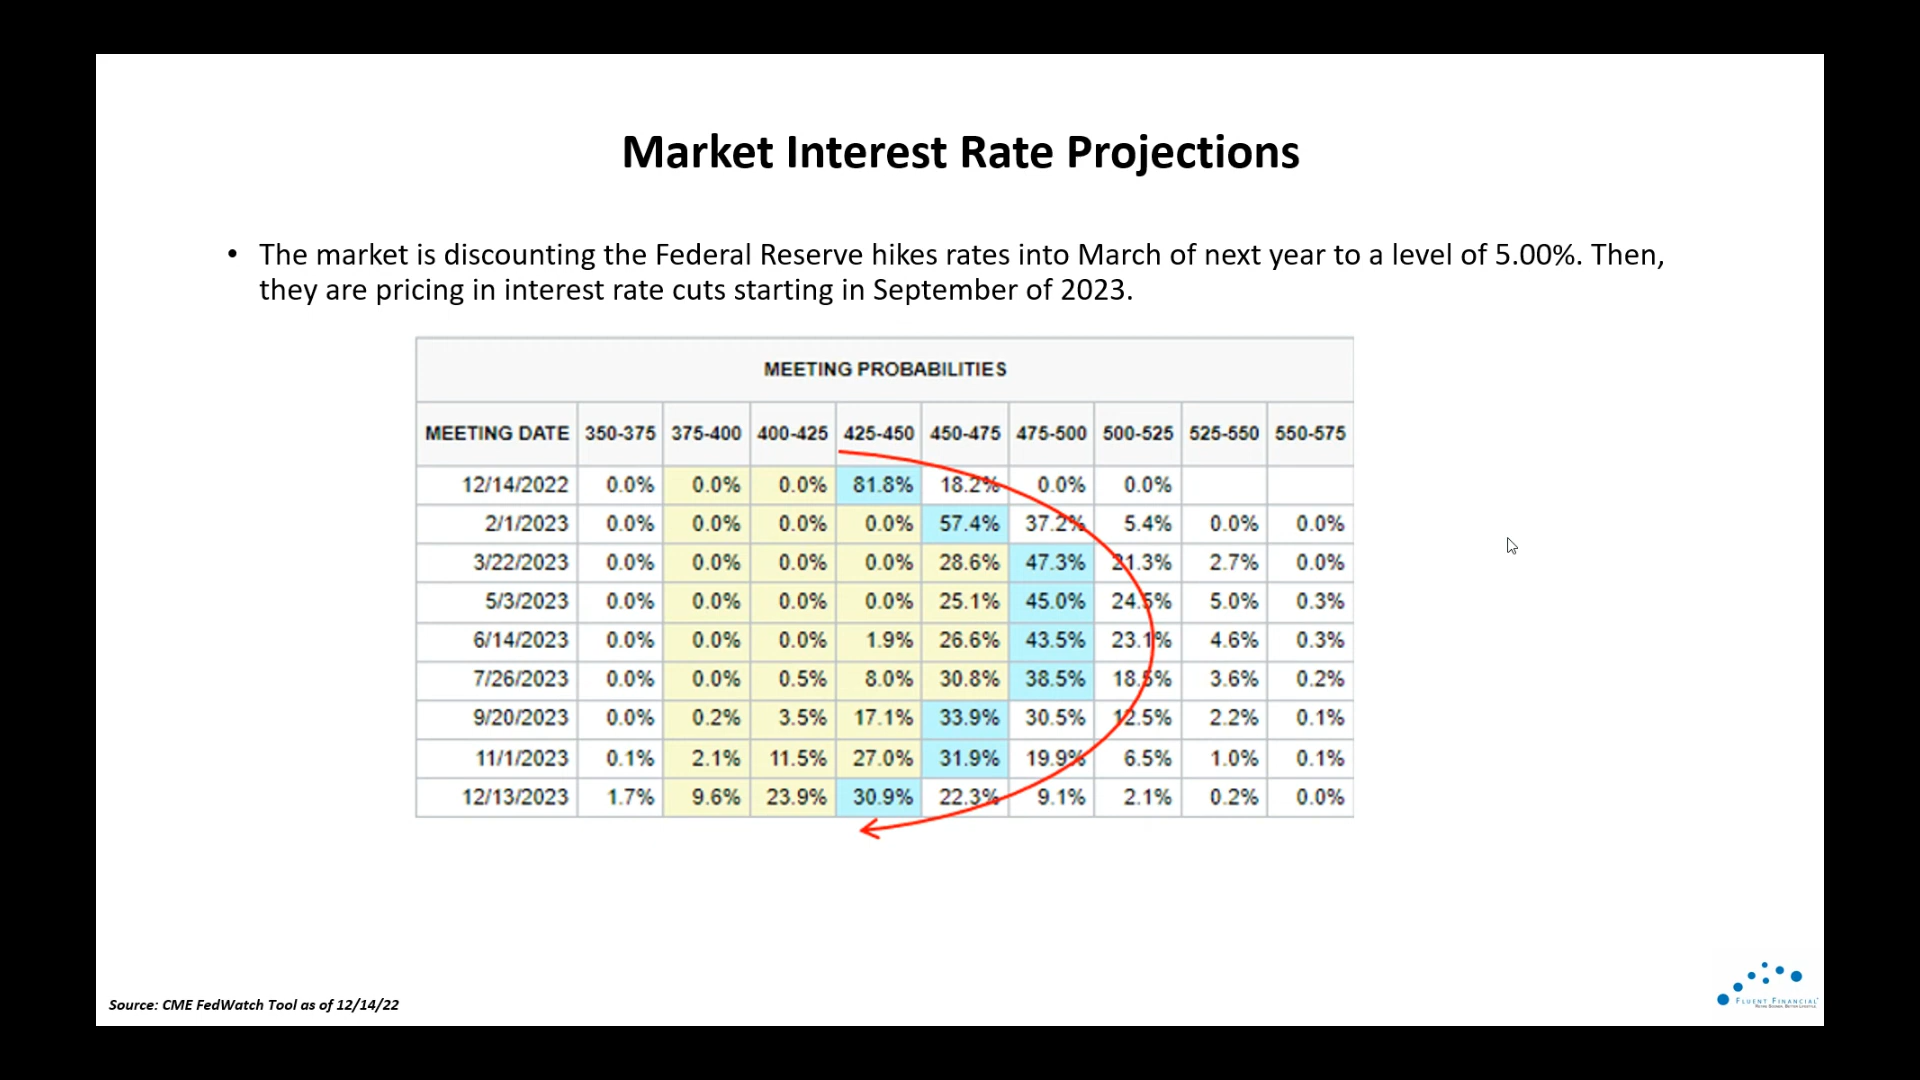 Market Interest Rate Projections
• The market is discounting the Federal Reserve hikes rates into March of next year to a level of 5.00%. Then,
they are pricing in interest rate cuts starting in September of 2023.
MEETING PROBABILITIES
MEETING DATE 350-375 375-400 400-425 425-450 450-475 475-500 500-525 525-550 550-575
12/14/2022 0.0% 0.0% 0.0% 81.8% 18.2% 0.0% 0.0%
2/1/2023 0.0% 0.0% 0.0% 0.0% 57.4% 37.2% 5.4% 0.0% 0.0%
3/22/2023 0.0% 0.0% 0.0% 0.0% 28.6% 47.3% 21.3% 2.7% 0.0%
5/3/2023 0.0% 0.0% 0.0% 0.0% 25.1% 45.0% 24.5% 5.0% 0.3%
6/14/2023 0.0% 0.0% 0.0% 1.9% 26.6% 43.5% 23.1% 4.6% 0.3%
7/26/2023 0.0% 0.0% 0.5% 8.0% 30.8% 38.5% 18.5% 3.6% 0.2%
9/20/2023 0.0% 0.2% 3.5% 17.1% 33.9% 30.5% 12.5% 2.2% 0.1%
11/1/2023 0.1% 2.1% 11.5% 27.0% 31.9% 19.9% 6.5% 1.0% 0.1%
12/13/2023 1.7% 9.6% 23.9% 30.9% 22.3% 9.1% 2.1% 0.2% 0.0%
Source: CME FedWatch Tool as of 12/14/22
FLUENT FINANCIAL